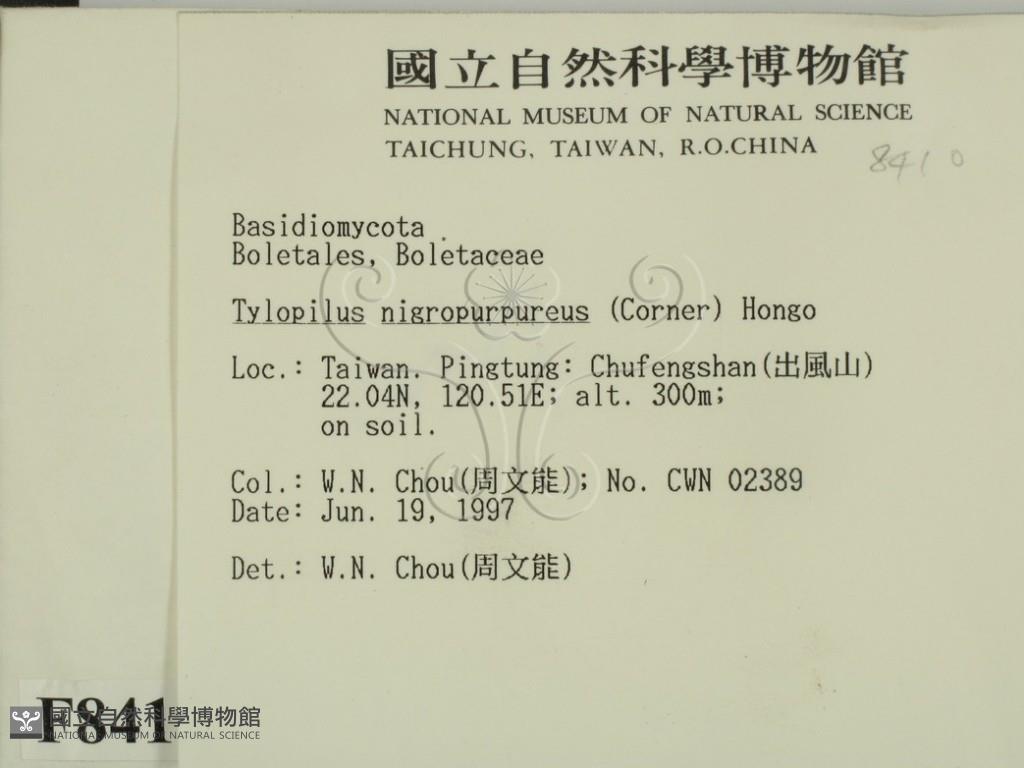 國立自然科學博物館
NATIONAL MUSEUM OF NATURAL SCIENCE
TAICHUNG, TAIWAN, R.O.CHINA
8410
Basidiomycota
Boletales, Boletaceae
Tylopilus nigropurpureus (Corner) Hongo
Loc.: Taiwan. Pingtung: Chufengshan(出風山)
22.04N, 120.51E; alt. 300m;
on soil.
Col.: W.N. Chou(周文能); No. CWN 02389
Date: Jun. 19, 1997
Det.: W.N. Chou(周文能)
F841
國立自然科學博物館
NATIONAL MUSEUM OF NATURAL SCIENCE